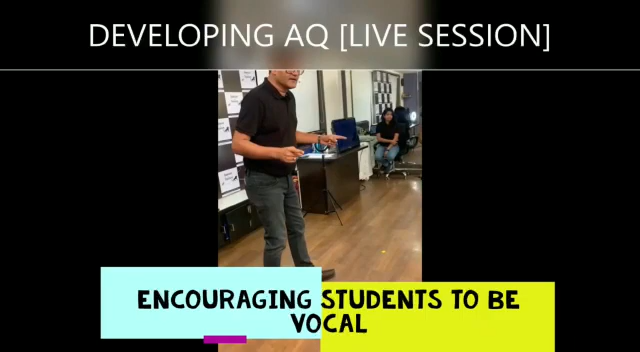 DEVELOPING AQ [LIVE SESSION]
ENCOURAGING STUDENTS TO BE
VOCAL